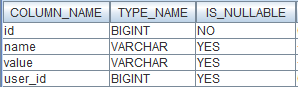 COLUMN_NAME TYPE_NAME IS_NULLABLE
id BIGINT NO
name VARCHAR YES
value VARCHAR YES
user_id BIGINT YES